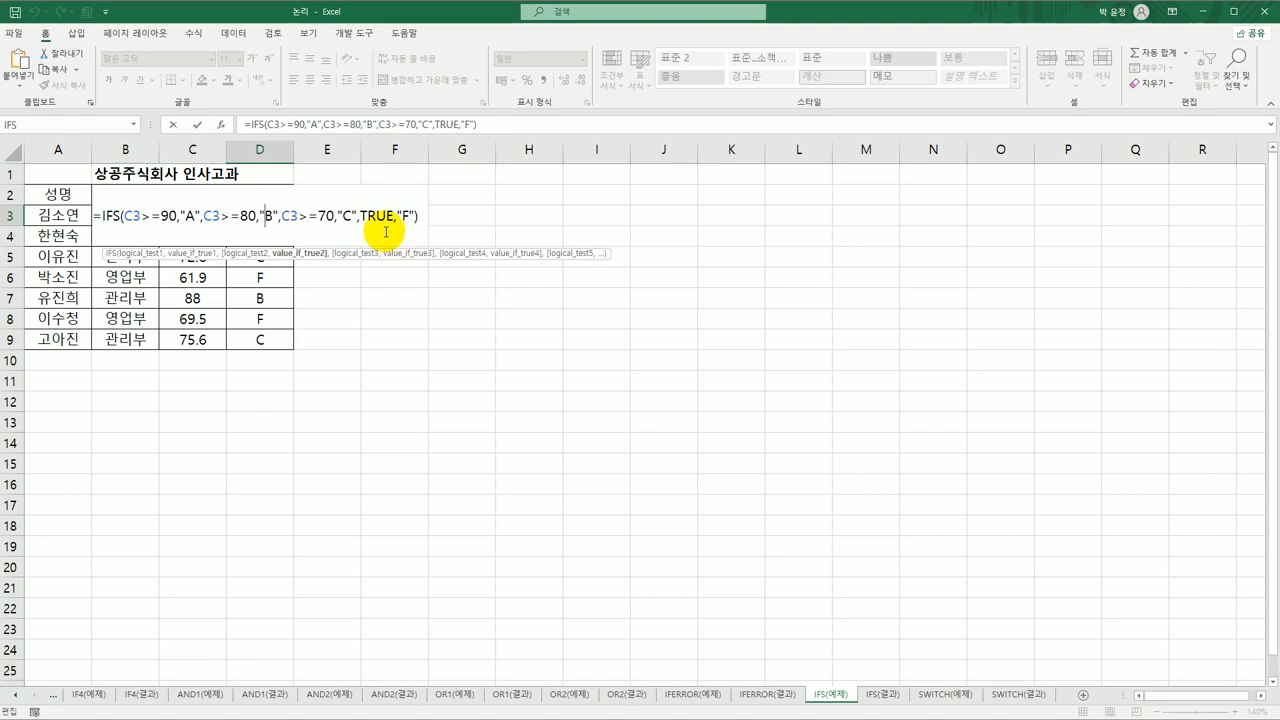 논리 - Excel
검색
박 윤정
파일 홈 삽입 페이지 레이아웃 수식 데이터 검토 보기 개발 도구 도움말
공유
붙여넣기
잘라내기
복사
서식 복사
클립보드
맑은 고딕 11
가 가 가
글꼴
자동 줄 바꿈
병합하고 가운데 맞춤
맞춤
일반
표시 형식
조건부 서식
표 서식
표준 2 표준_소책... 표준 나쁨 보통
좋음 경고문 계산 메모 설명 텍스트
스타일
삽입 삭제 서식
셀
자동 합계
채우기
지우기
정렬 및 필터
찾기 및 선택
편집
IFS
=IFS(C3>=90,"A",C3>=80,"B",C3>=70,"C",TRUE,"F")
A B C D E F G H I J K L M N O P Q R
1 상공주식회사 인사고과
2 성명
3 김소연 =IFS(C3>=90,"A",C3>=80,"B",C3>=70,"C",TRUE,"F")
4 한현숙
IFS(logical_test1, value_if_true1, [logical_test2, value_if_true2], [logical_test3, value_if_true3], [logical_test4, value_if_true4], [logical_test5, ...)
5 이유진
6 박소진 영업부 61.9 F
7 유진희 관리부 88 B
8 이수청 영업부 69.5 F
9 고아진 관리부 75.6 C
10
11
12
13
14
15
16
17
18
19
20
21
22
23
24
25
... IF4(예제) IF4(결과) AND1(예제) AND1(결과) AND2(예제) AND2(결과) OR1(예제) OR1(결과) OR2(예제) OR2(결과) IFERROR(예제) IFERROR(결과) IFS(예제) IFS(결과) SWITCH(예제) SWITCH(결과)
편집
140%